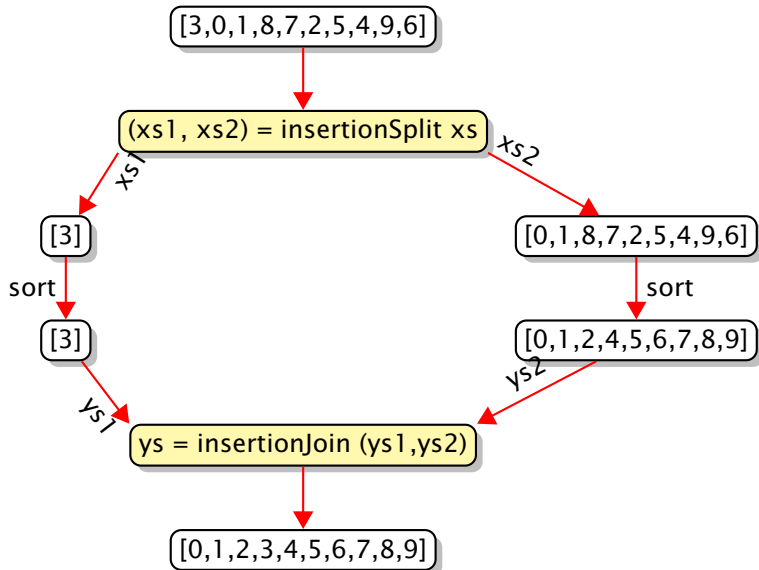 [3,0,1,8,7,2,5,4,9,6]
(xs1, xs2) = insertionSplit xs
xs1
xs2
[3]
[0,1,8,7,2,5,4,9,6]
sort
sort
[3]
[0,1,2,4,5,6,7,8,9]
ys1
ys2
ys = insertionJoin (ys1,ys2)
[0,1,2,3,4,5,6,7,8,9]